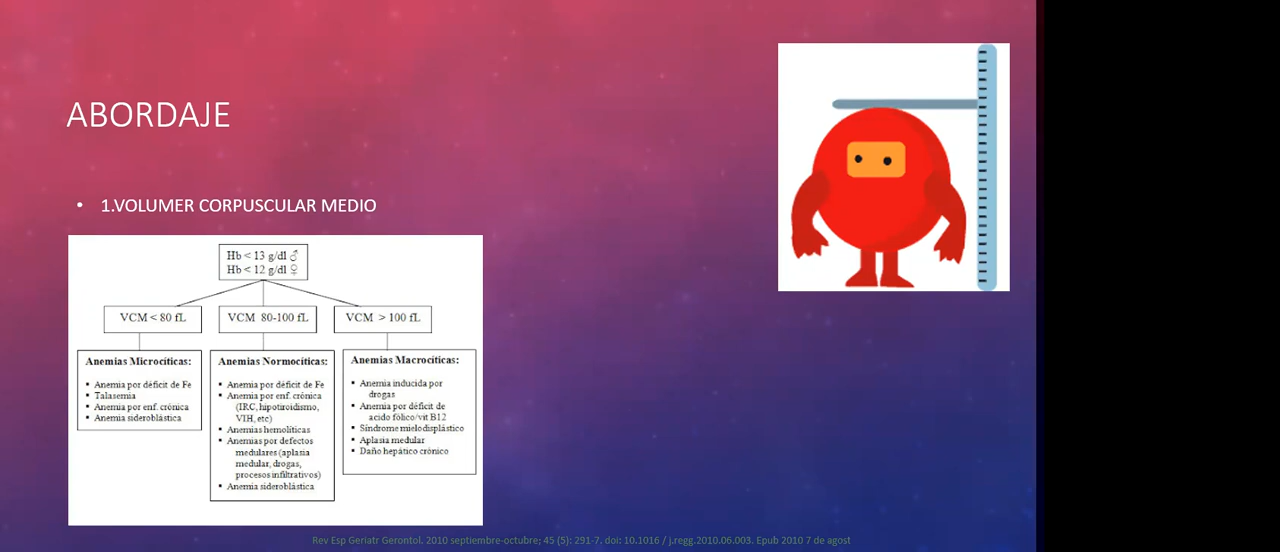 ABORDAJE
• 1.VOLUMER CORPUSCULAR MEDIO
Hb < 13 g/dl ♂
Hb < 12 g/dl ♀
VCM < 80 fL
VCM 80-100 fL
VCM > 100 fL
Anemias Microcíticas:
▪ Anemia por déficit de Fe
▪ Talasemia
▪ Anemia por enf. crónica
▪ Anemia sideroblástica
Anemias Normocíticas:
▪ Anemia por déficit de Fe
▪ Anemia por enf. crónica
(IRC, hipotiroidismo,
VIH, etc)
▪ Anemias hemolíticas
▪ Anemias por defectos
medulares (aplasia
medular, drogas,
procesos infiltrativos)
▪ Anemia sideroblástica
Anemias Macrocíticas:
▪ Anemia inducida por
drogas
▪ Anemia por déficit de
acido fólico/vit B12
▪ Síndrome mielodisplástico
▪ Aplasia medular
▪ Daño hepático crónico
Rev Esp Geriatr Gerontol. 2010 septiembre-octubre; 45 (5): 291-7. doi: 10.1016 / j.regg.2010.06.003. Epub 2010 7 de agost